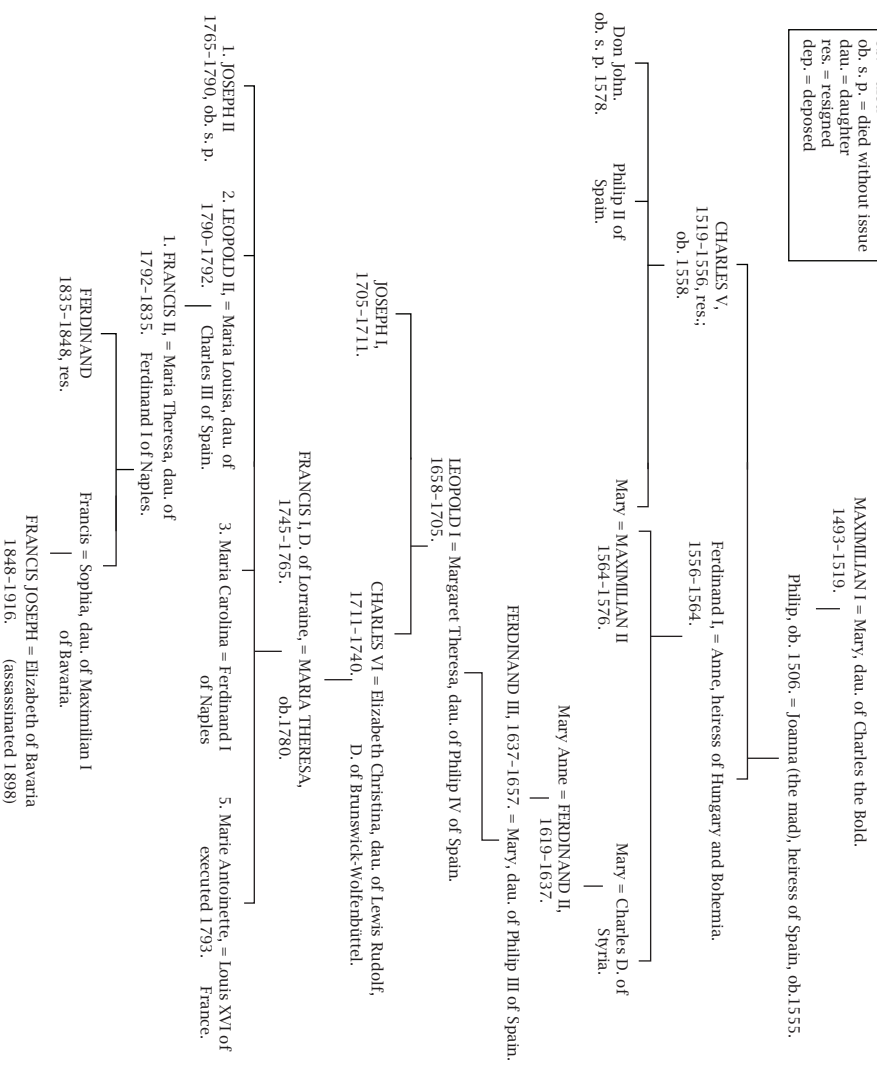 ob. s. p. = died without issue
dau. = daughter
res. = resigned
dep. = deposed
MAXIMILIAN I = Mary, dau. of Charles the Bold.
1493–1519.
Philip, ob. 1506. = Joanna (the mad), heiress of Spain, ob.1555.
CHARLES V,
1519–1556, res.;
ob. 1558.
Ferdinand I, = Anne, heiress of Hungary and Bohemia.
1556–1564.
Don John.
ob. s. p. 1578.
Philip II of
Spain.
Mary = MAXIMILIAN II
1564–1576.
Mary = Charles D. of
Styria.
Mary Anne = FERDINAND II,
1619–1637.
FERDINAND III, 1637–1657. = Mary, dau. of Philip III of Spain.
LEOPOLD I = Margaret Theresa, dau. of Philip IV of Spain.
1658–1705.
JOSEPH I,
1705–1711.
CHARLES VI = Elizabeth Christina, dau. of Lewis Rudolf,
1711–1740. D. of Brunswick-Wolfenbüttel.
FRANCIS I, D. of Lorraine, = MARIA THERESA,
1745–1765. ob.1780.
1. JOSEPH II
1765–1790, ob. s. p.
2. LEOPOLD II, = Maria Louisa, dau. of
1790–1792. Charles III of Spain.
3. Maria Carolina = Ferdinand I
of Naples
5. Marie Antoinette, = Louis XVI of
executed 1793. France.
1. FRANCIS II, = Maria Theresa, dau. of
1792–1835. Ferdinand I of Naples.
FERDINAND
1835–1848, res.
Francis = Sophia, dau. of Maximilian I
of Bavaria.
FRANCIS JOSEPH = Elizabeth of Bavaria
1848–1916. (assassinated 1898)